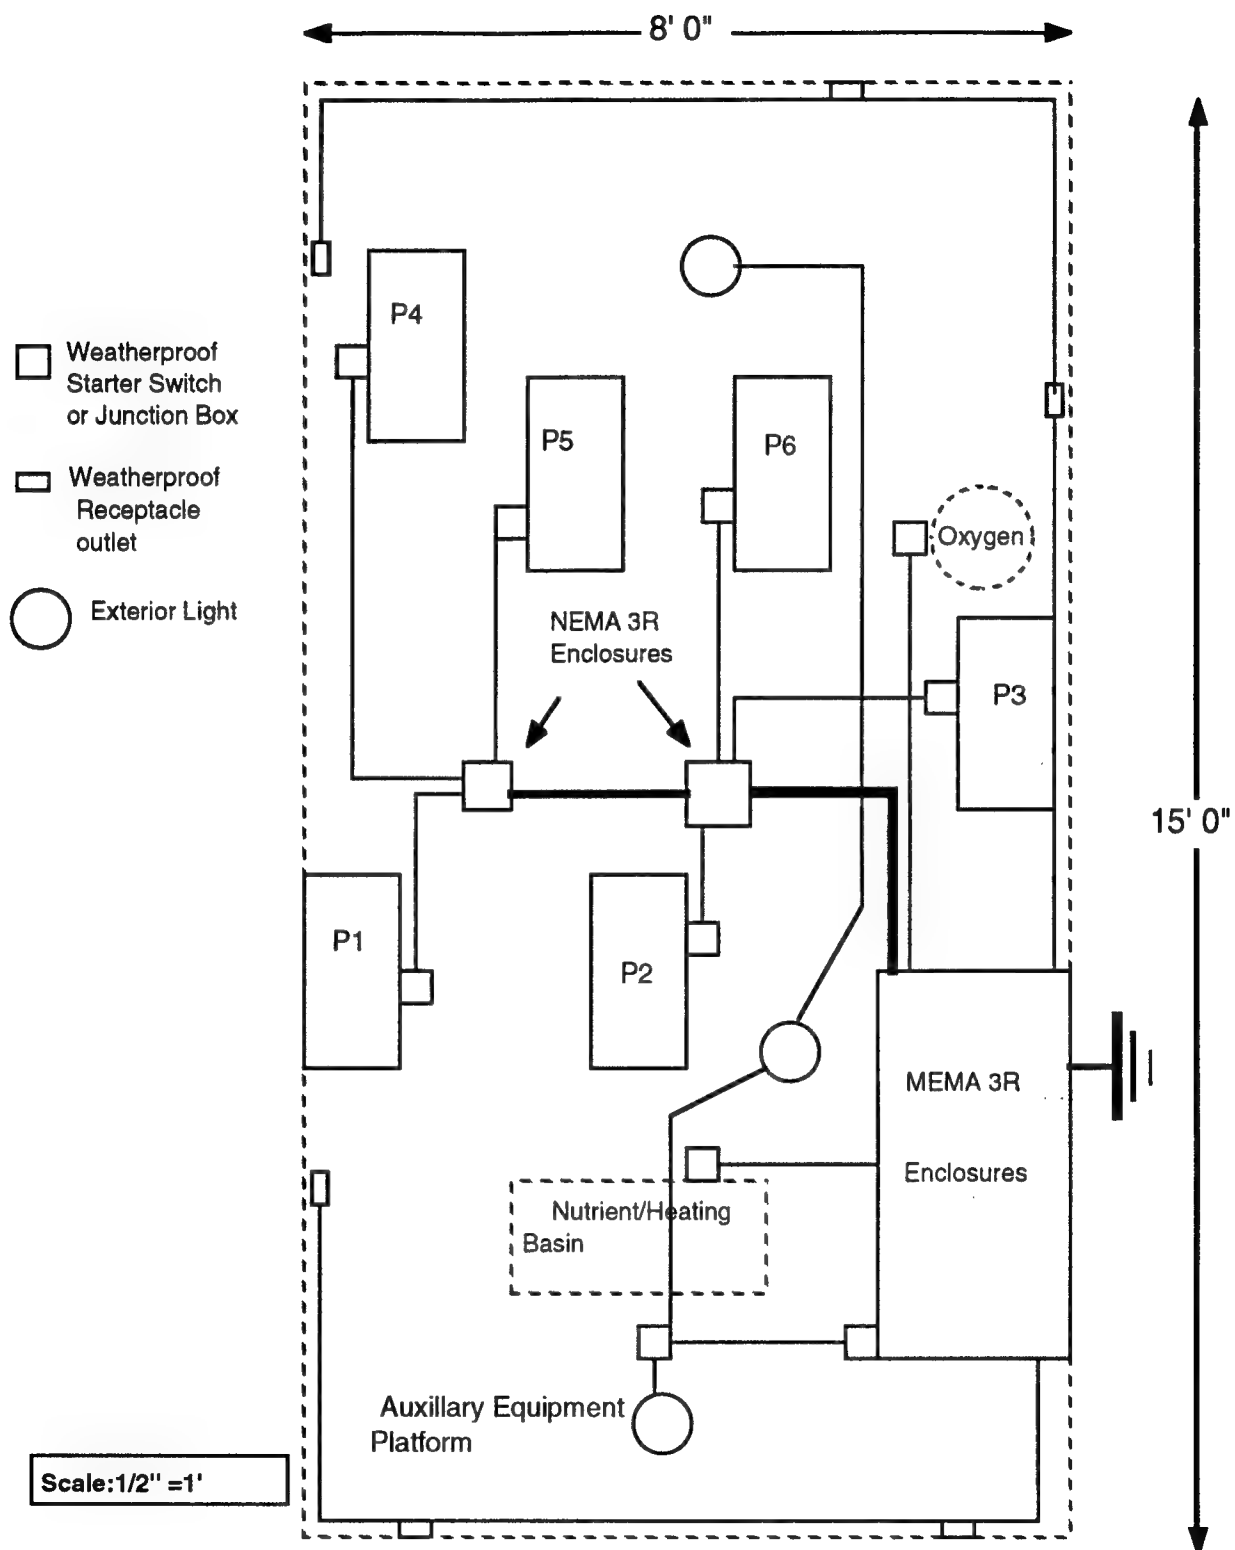 8' 0"
P4
Weatherproof
Starter Switch
or Junction Box
P5
P6
Weatherproof
Receptacle
outlet
Oxygen
Exterior Light
NEMA 3R
Enclosures
P3
15' 0"
P1
P2
MEMA 3R
Enclosures
Nutrient/Heating
Basin
Auxillary Equipment
Platform
Scale:1/2" =1'